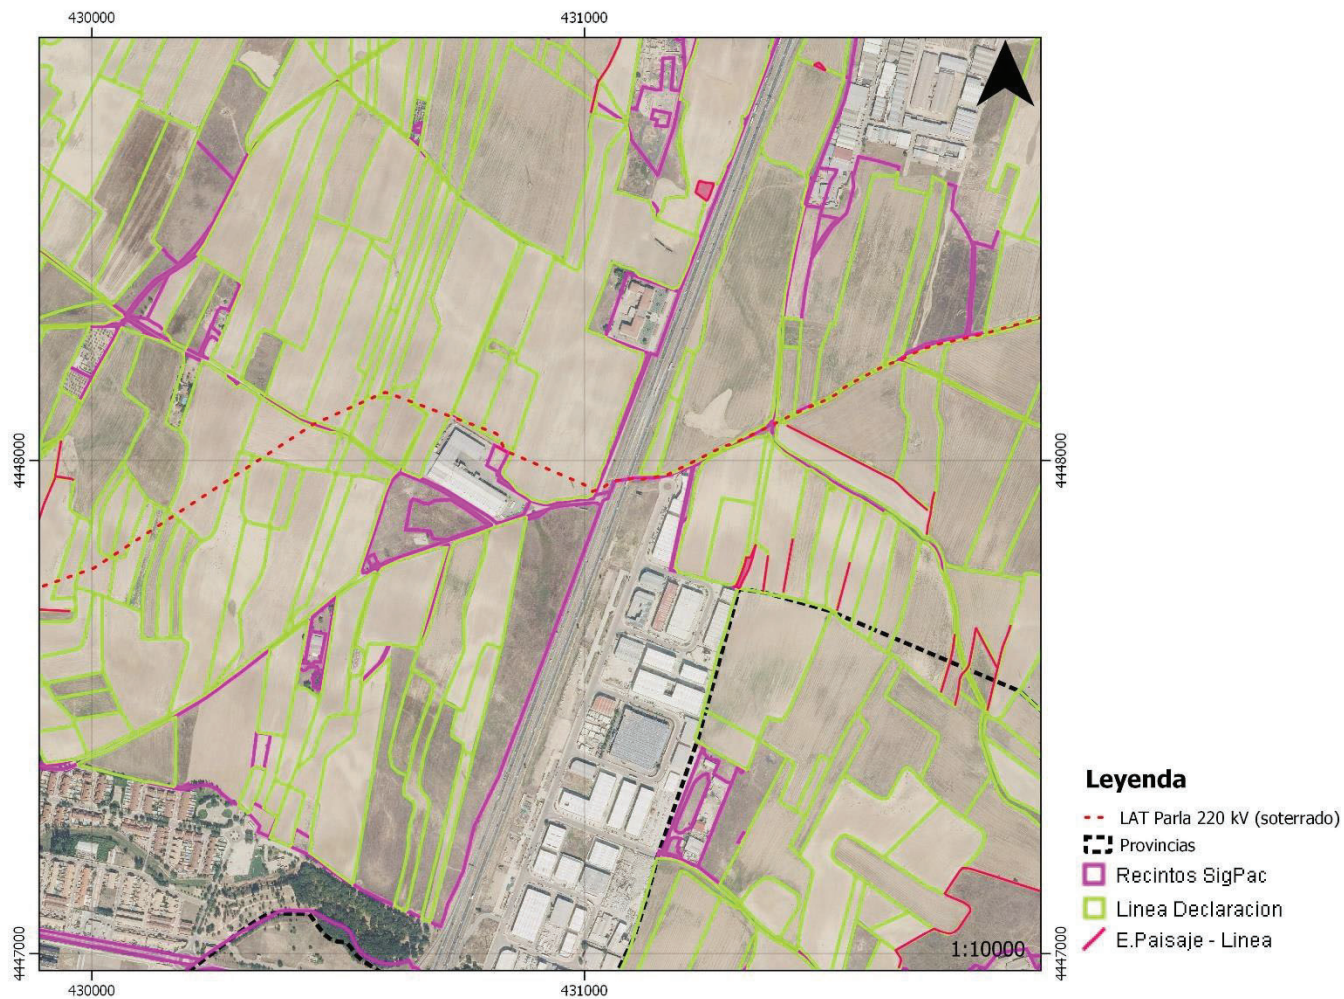 430000
431000
4448000
4448000
Leyenda
LAT Parla 220 kV (soterrado)
Provincias
Recintos SigPac
Linea Declaracion
E.Paisaje - Linea
1:10000
4447000
4447000
430000
431000